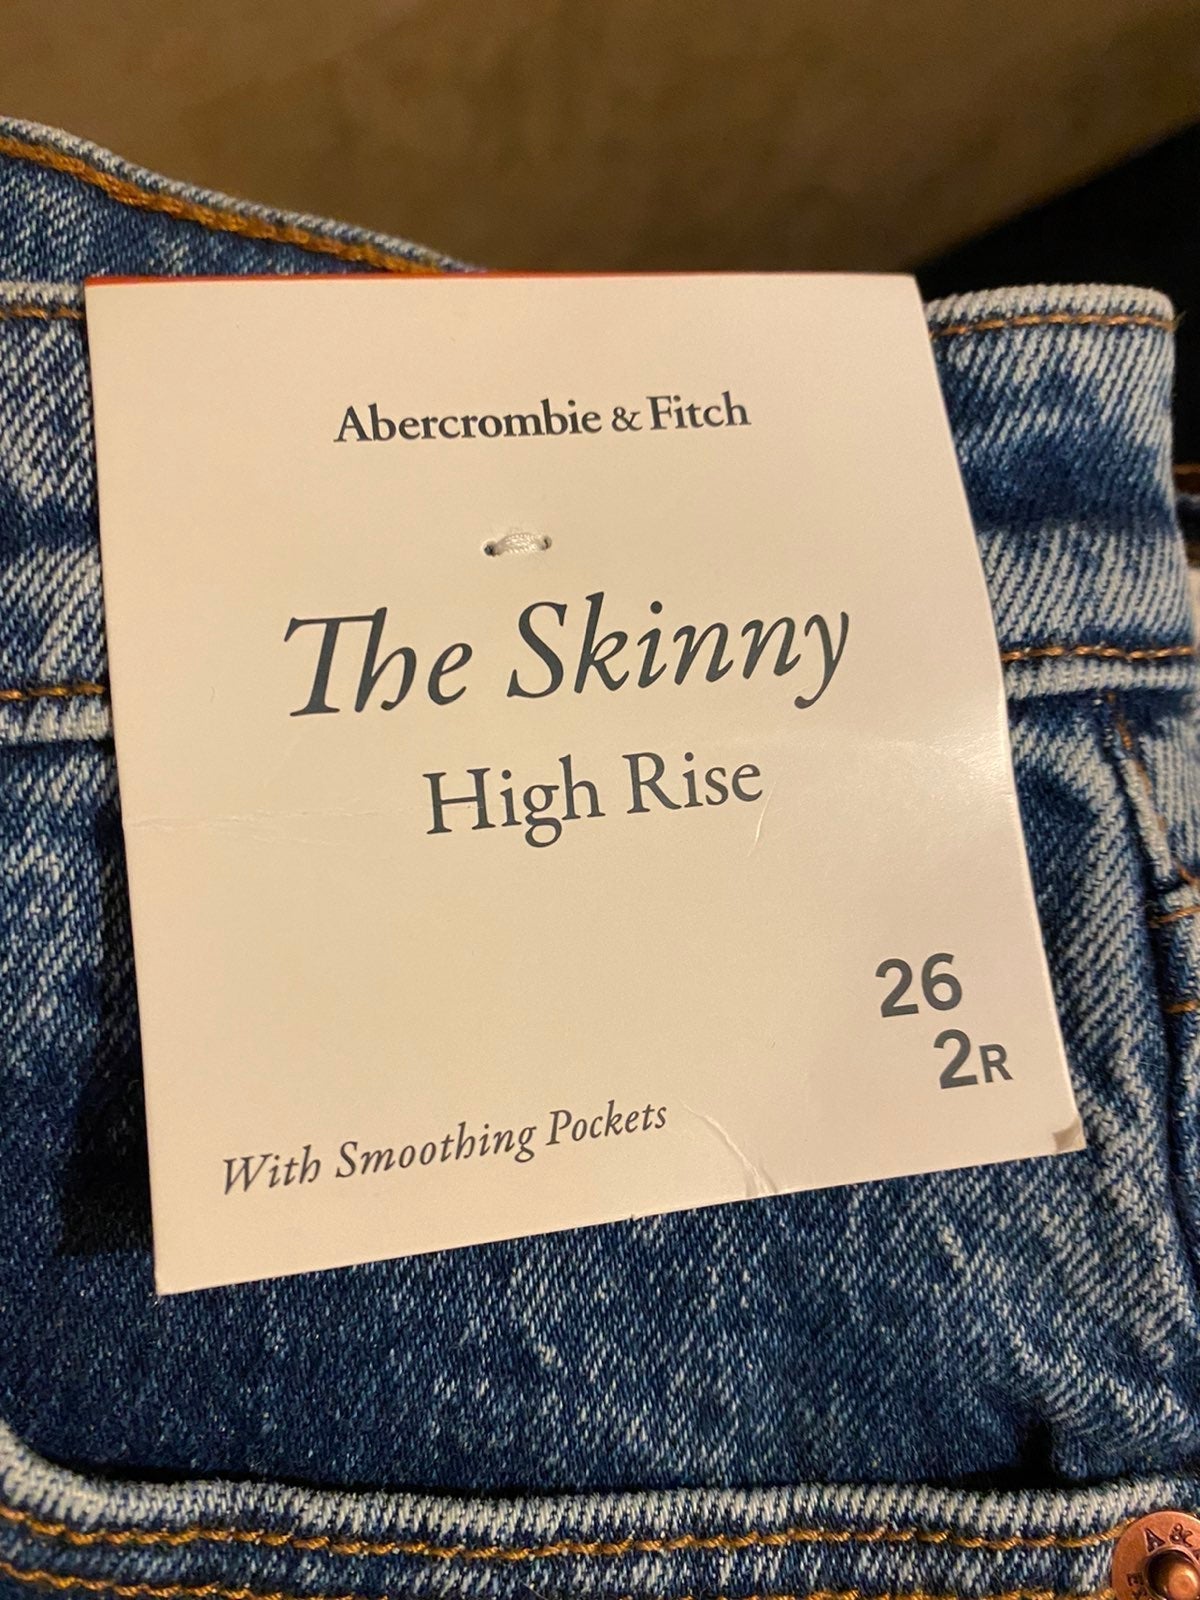 Abercrombie & Fitch
The Skinny
High Rise
26
2R
With Smoothing Pockets
A &